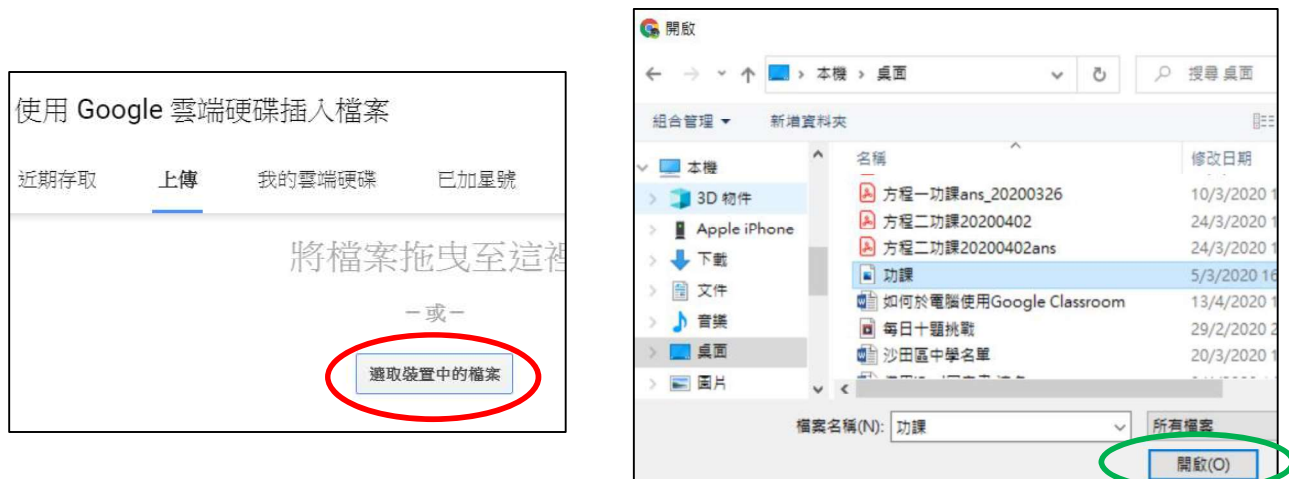 使用 Google 雲端硬碟插入檔案
近期存取 上傳 我的雲端硬碟 已加星號
將檔案拖曳至這裡
－或－
選取裝置中的檔案
開啟
本機 › 桌面 搜尋 桌面
組合管理 新增資料夾
名稱 修改日期
本機
3D 物件
Apple iPhone
下載
文件
音樂
桌面
圖片
方程一功課ans_20200326 10/3/2020 1
方程二功課20200402 24/3/2020 1
方程二功課20200402ans 24/3/2020 1
功課 5/3/2020 16
如何於電腦使用Google Classroom 13/4/2020 1
每日十題挑戰 29/2/2020 2
沙田區中學名單 20/3/2020 1
檔案名稱(N): 功課 所有檔案
開啟(O)